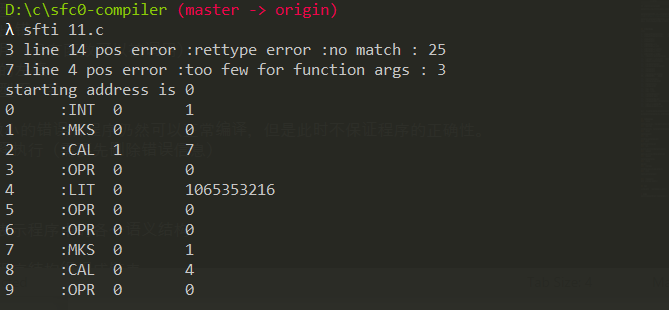 D:\c\sfc0-compiler (master -> origin)
λ sfti 11.c
3 line 14 pos error :rettype error :no match : 25
7 line 4 pos error :too few for function args : 3
starting address is 0
0 :INT 0 1
1 :MKS 0 0
2 :CAL 1 7
3 :OPR 0 0
4 :LIT 0 1065353216
5 :OPR 0 0
6 :OPR 0 0
7 :MKS 0 1
8 :CAL 0 4
9 :OPR 0 0